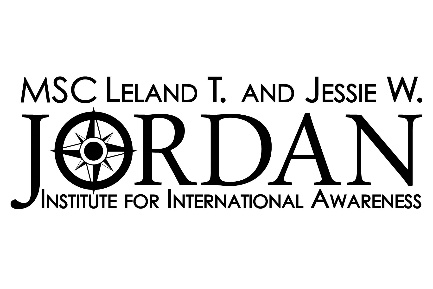 MSC LELAND T. AND JESSIE W.
JORDAN
INSTITUTE FOR INTERNATIONAL AWARENESS